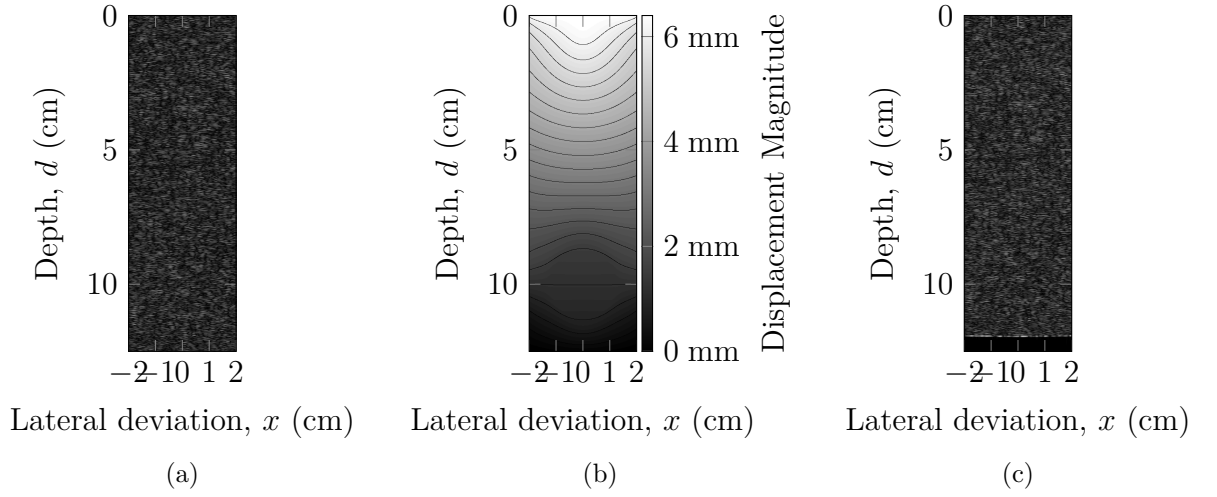 0
5
10
Depth, d (cm)
−2 −1 0 1 2
Lateral deviation, x (cm)
(a)
0
5
10
Depth, d (cm)
−2 −1 0 1 2
Lateral deviation, x (cm)
6 mm
4 mm
2 mm
0 mm
Displacement Magnitude
(b)
0
5
10
Depth, d (cm)
−2 −1 0 1 2
Lateral deviation, x (cm)
(c)